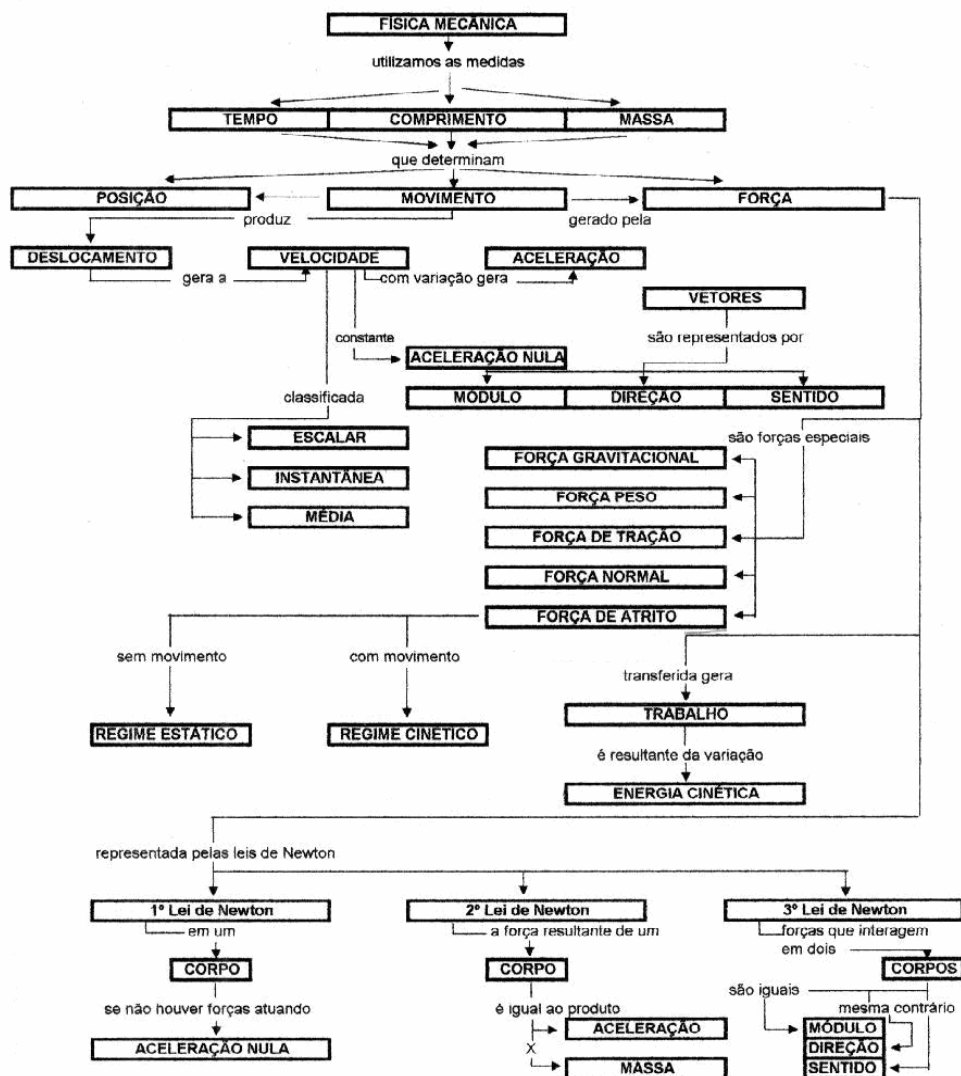 FÍSICA MECÂNICA
utilizamos as medidas
TEMPO COMPRIMENTO MASSA
que determinam
POSIÇÃO MOVIMENTO FORÇA
produz gerado pela
DESLOCAMENTO VELOCIDADE ACELERAÇÃO
gera a com variação gera
VETORES
constante são representados por
ACELERAÇÃO NULA
classificada MÓDULO DIREÇÃO SENTIDO
ESCALAR são forças especiais
FORÇA GRAVITACIONAL
INSTANTÂNEA
FORÇA PESO
MÉDIA
FORÇA DE TRAÇÃO
FORÇA NORMAL
FORÇA DE ATRITO
sem movimento com movimento
transferida gera
TRABALHO
REGIME ESTÁTICO REGIME CINÉTICO
é resultante da variação
ENERGIA CINÉTICA
representada pelas leis de Newton
1º Lei de Newton 2º Lei de Newton 3º Lei de Newton
em um a força resultante de um forças que interagem
em dois
CORPO CORPO CORPOS
são iguais
se não houver forças atuando é igual ao produto mesma contrário
ACELERAÇÃO MÓDULO
ACELERAÇÃO NULA X DIREÇÃO
MASSA SENTIDO